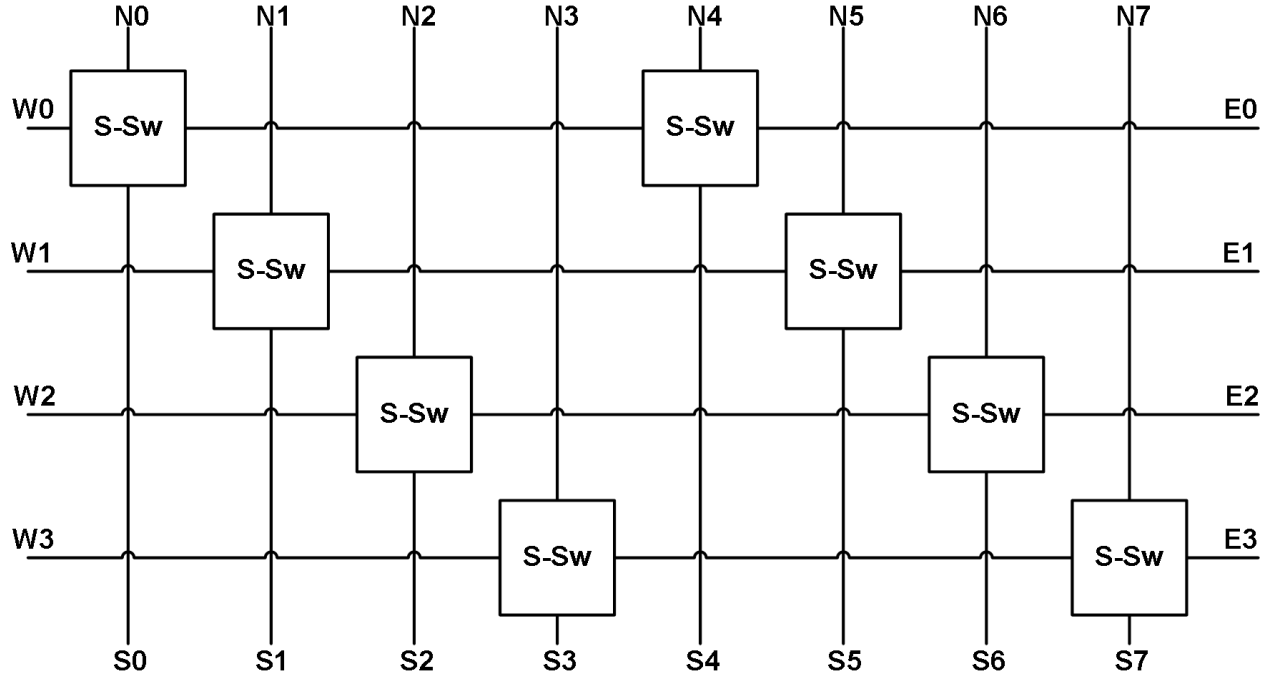 N0 N1 N2 N3 N4 N5 N6 N7
W0 S-Sw S-Sw E0
W1 S-Sw S-Sw E1
W2 S-Sw S-Sw E2
W3 S-Sw S-Sw E3
S0 S1 S2 S3 S4 S5 S6 S7